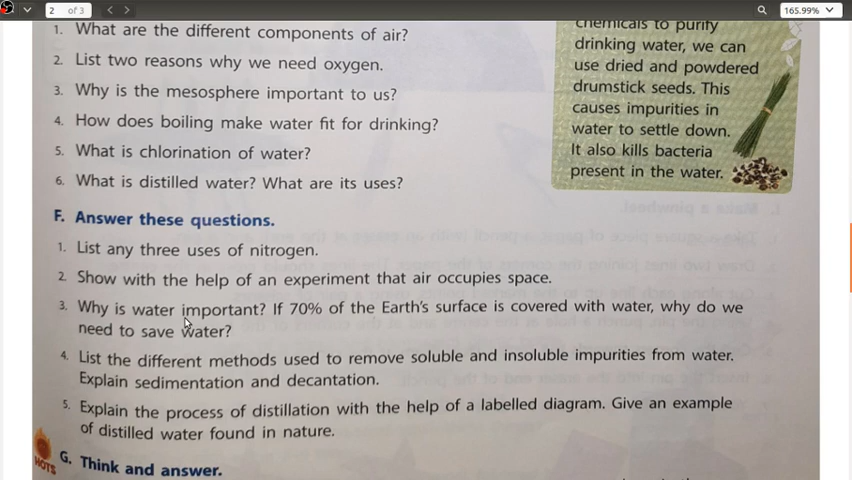 2 of 3
165.99%
1. What are the different components of air?
2. List two reasons why we need oxygen.
3. Why is the mesosphere important to us?
4. How does boiling make water fit for drinking?
5. What is chlorination of water?
6. What is distilled water? What are its uses?
chemicals to purify
drinking water, we can
use dried and powdered
drumstick seeds. This
causes impurities in
water to settle down.
It also kills bacteria
present in the water.
F. Answer these questions.
1. List any three uses of nitrogen.
2. Show with the help of an experiment that air occupies space.
3. Why is water important? If 70% of the Earth's surface is covered with water, why do we
need to save water?
4. List the different methods used to remove soluble and insoluble impurities from water.
Explain sedimentation and decantation.
5. Explain the process of distillation with the help of a labelled diagram. Give an example
of distilled water found in nature.
HOTS
G. Think and answer.